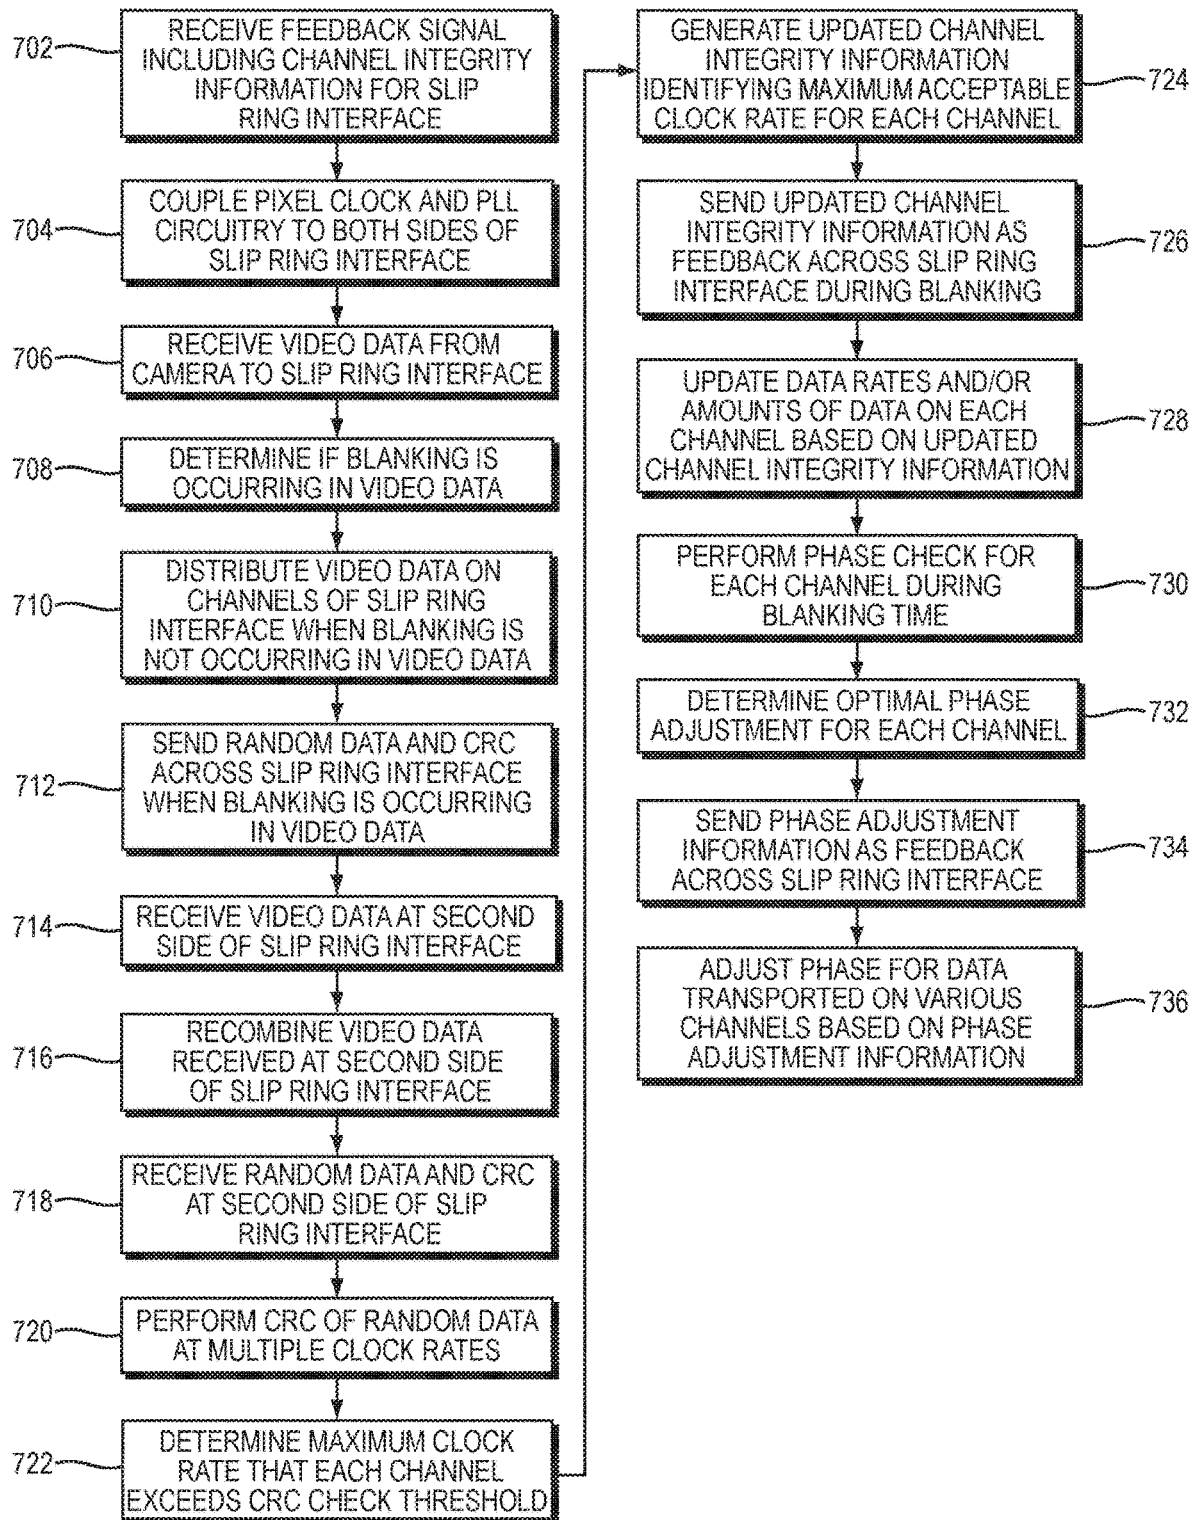 702
RECEIVE FEEDBACK SIGNAL
INCLUDING CHANNEL INTEGRITY
INFORMATION FOR SLIP
RING INTERFACE
704
COUPLE PIXEL CLOCK AND PLL
CIRCUITRY TO BOTH SIDES OF
SLIP RING INTERFACE
706
RECEIVE VIDEO DATA FROM
CAMERA TO SLIP RING INTERFACE
708
DETERMINE IF BLANKING IS
OCCURRING IN VIDEO DATA
710
DISTRIBUTE VIDEO DATA ON
CHANNELS OF SLIP RING
INTERFACE WHEN BLANKING IS
NOT OCCURRING IN VIDEO DATA
712
SEND RANDOM DATA AND CRC
ACROSS SLIP RING INTERFACE
WHEN BLANKING IS OCCURRING
IN VIDEO DATA
714
RECEIVE VIDEO DATA AT SECOND
SIDE OF SLIP RING INTERFACE
716
RECOMBINE VIDEO DATA
RECEIVED AT SECOND SIDE
OF SLIP RING INTERFACE
718
RECEIVE RANDOM DATA AND CRC
AT SECOND SIDE OF SLIP
RING INTERFACE
720
PERFORM CRC OF RANDOM DATA
AT MULTIPLE CLOCK RATES
722
DETERMINE MAXIMUM CLOCK
RATE THAT EACH CHANNEL
EXCEEDS CRC CHECK THRESHOLD
GENERATE UPDATED CHANNEL
INTEGRITY INFORMATION
IDENTIFYING MAXIMUM ACCEPTABLE
CLOCK RATE FOR EACH CHANNEL
724
SEND UPDATED CHANNEL
INTEGRITY INFORMATION AS
FEEDBACK ACROSS SLIP RING
INTERFACE DURING BLANKING
726
UPDATE DATA RATES AND/OR
AMOUNTS OF DATA ON EACH
CHANNEL BASED ON UPDATED
CHANNEL INTEGRITY INFORMATION
728
PERFORM PHASE CHECK FOR
EACH CHANNEL DURING
BLANKING TIME
730
DETERMINE OPTIMAL PHASE
ADJUSTMENT FOR EACH CHANNEL
732
SEND PHASE ADJUSTMENT
INFORMATION AS FEEDBACK
ACROSS SLIP RING INTERFACE
734
ADJUST PHASE FOR DATA
TRANSPORTED ON VARIOUS
CHANNELS BASED ON PHASE
ADJUSTMENT INFORMATION
736